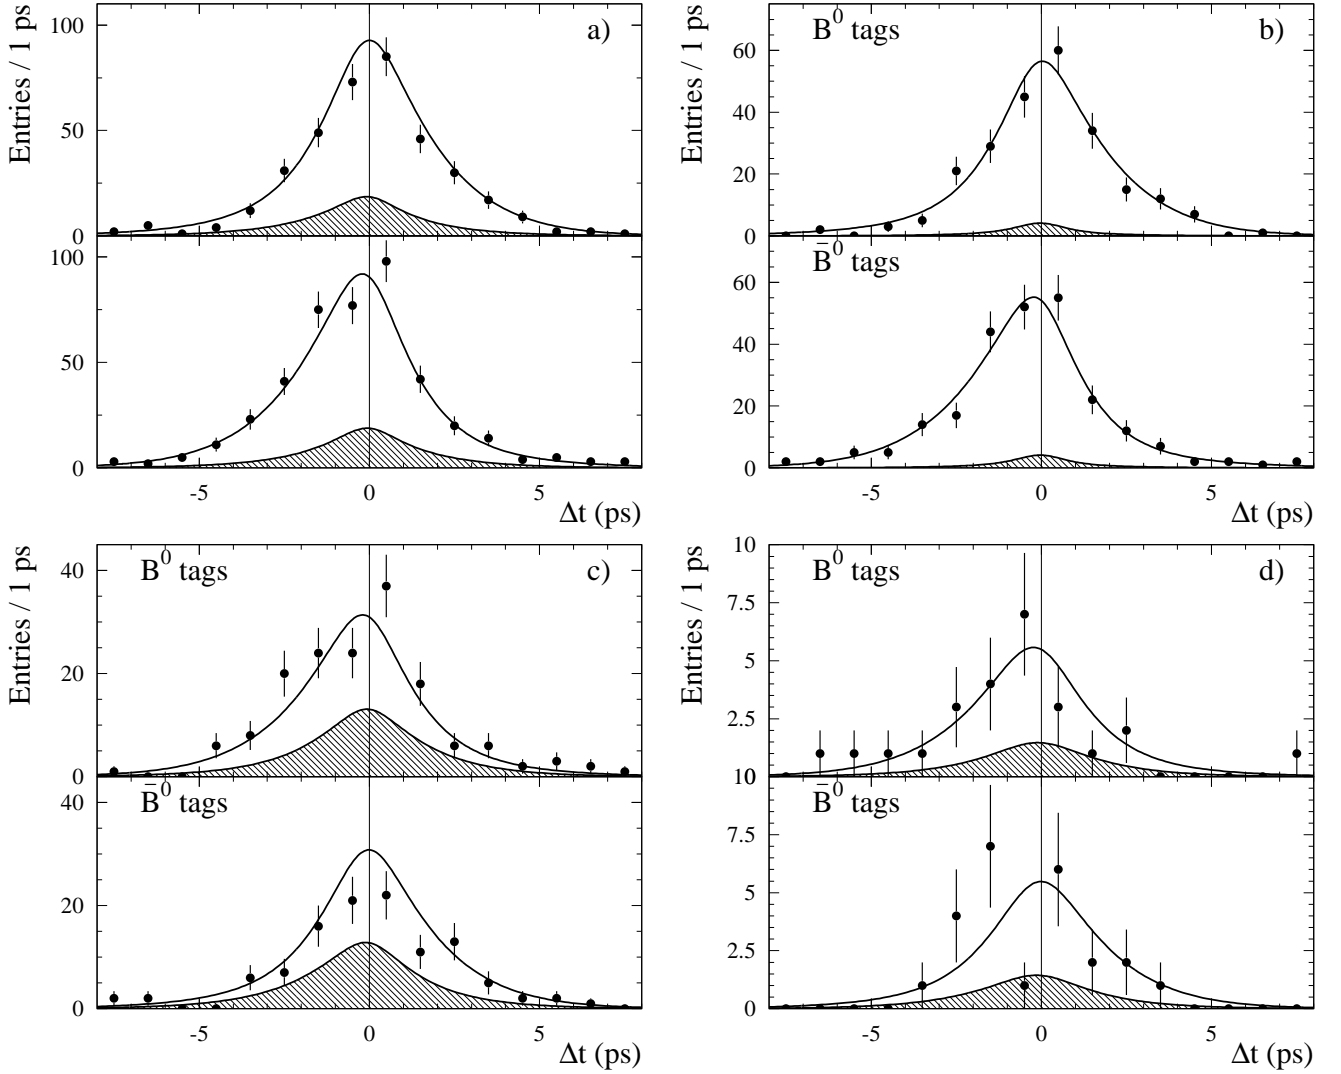 Entries / 1 ps
100
50
0
a)
100
50
0
-5 0 5
Δt (ps)
Entries / 1 ps
B⁰ tags
b)
60
40
20
0
B̄⁰ tags
60
40
20
0
-5 0 5
Δt (ps)
Entries / 1 ps
B⁰ tags
c)
40
20
0
B̄⁰ tags
40
20
0
-5 0 5
Δt (ps)
Entries / 1 ps
B⁰ tags
d)
10
7.5
5
2.5
0
B̄⁰ tags
10
7.5
5
2.5
0
-5 0 5
Δt (ps)